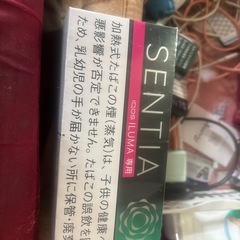 SENTIA
IQOS ILUMA 専用
加熱式たばこの煙(蒸気)は、子供の健康へ
悪影響が否定できません。たばこの誤飲を
ため、乳幼児の手が届かない所に保管・廃棄